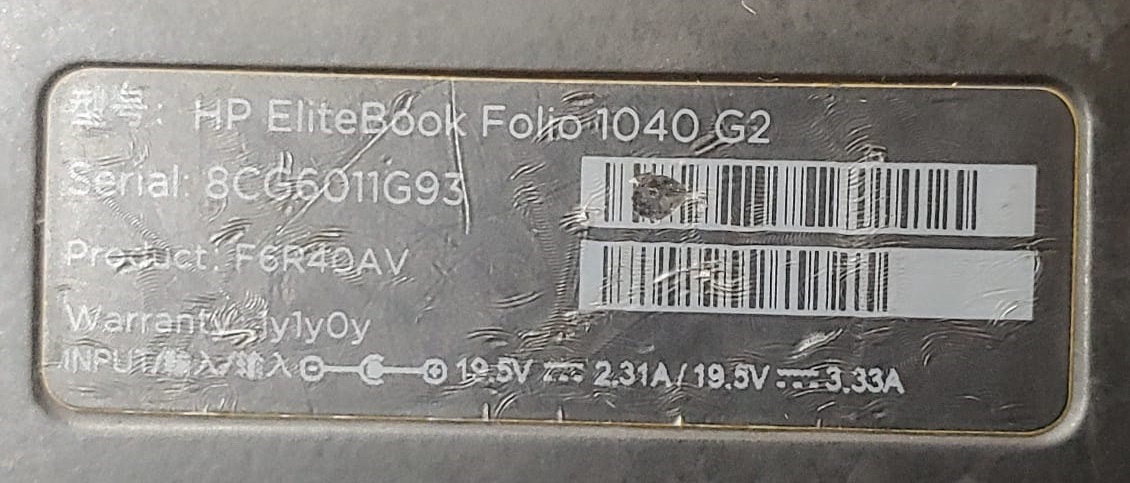 型号: HP EliteBook Folio 1040 G2
Serial: 8CG6011G93
Product: F6R40AV
Warranty 1y1y0y
INPUT/輸入/输入 19.5V 2.31A/ 19.5V 3.33A